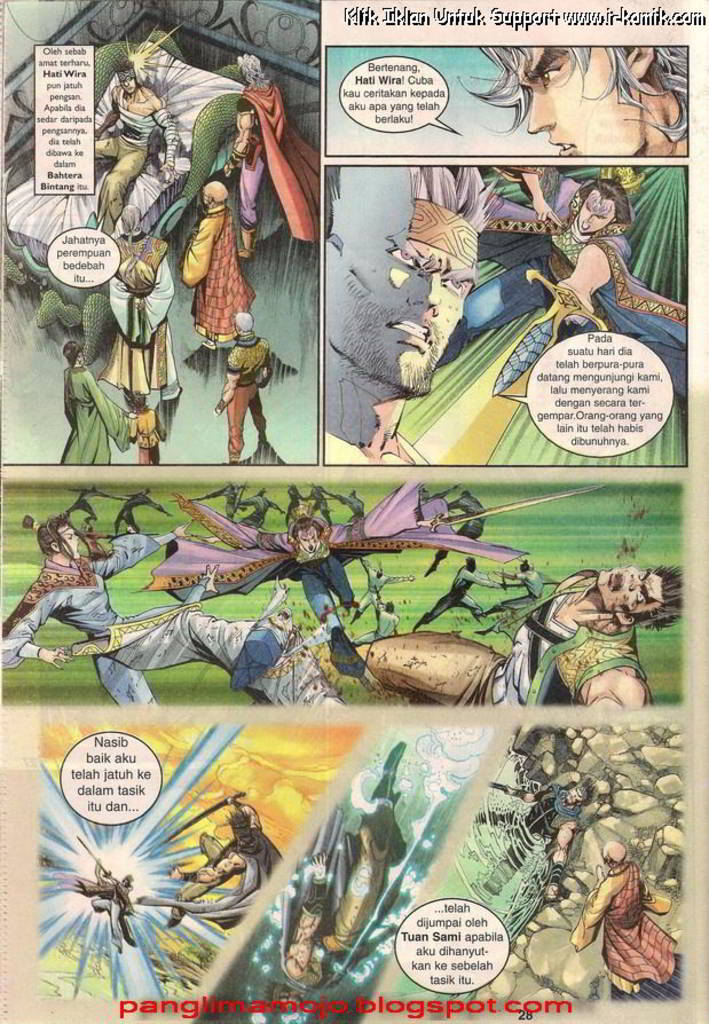 Klik Iklan Untuk Support www.ir-komik.com
Oleh sebab
amat terharu,
Hati Wira
pun jatuh
pengsan.
Apabila dia
sedar daripada
pengsannya,
dia telah
dibawa ke
dalam
Bahtera
Bintang itu.
Jahatnya
perempuan
bedebah
itu...
Bertenang,
Hati Wira! Cuba
kau ceritakan kepada
aku apa yang telah
berlaku!
Pada
suatu hari dia
telah berpura-pura
datang mengunjungi kami,
lalu menyerang kami
dengan secara ter-
gempar.Orang-orang yang
lain itu telah habis
dibunuhnya.
Nasib
baik aku
telah jatuh ke
dalam tasik
itu dan...
...telah
dijumpai oleh
Tuan Sami apabila
aku dihanyut-
kan ke sebelah
tasik itu.
panglimamojo.blogspot.com
28